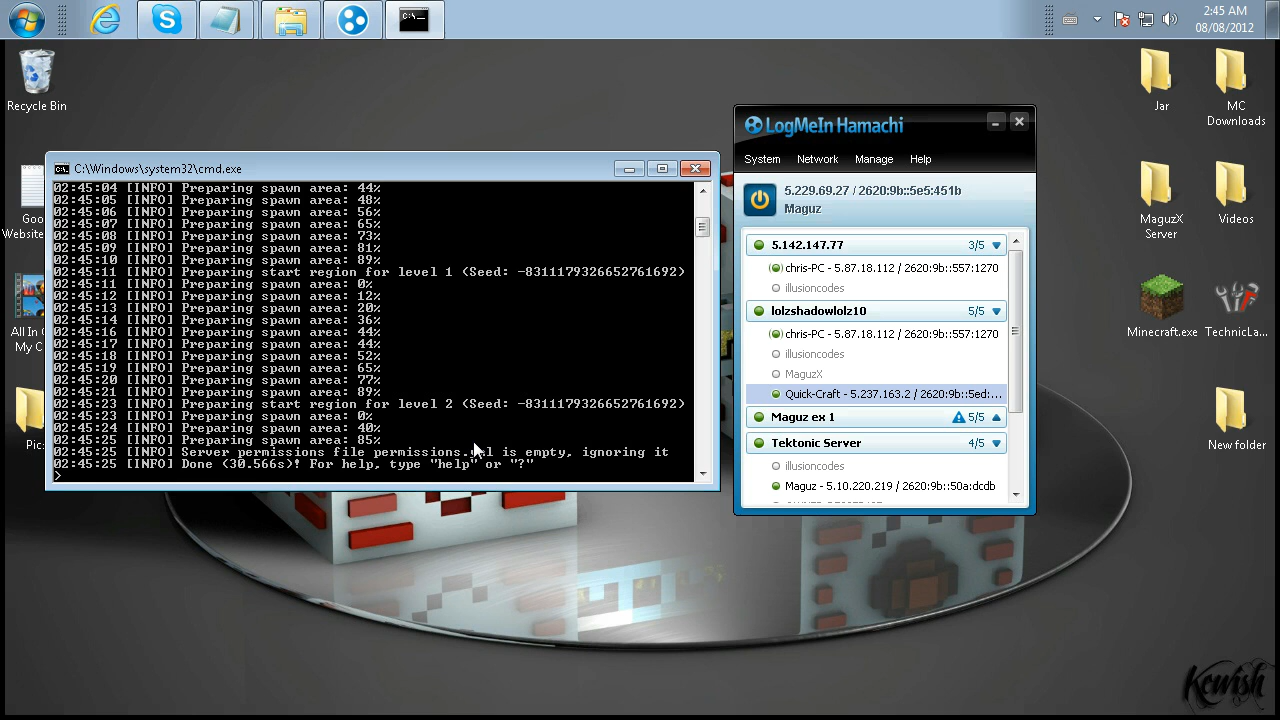 2:45 AM
08/08/2012
Recycle Bin
Goo
Website
All In
My C
Pic
Jar
MC
Downloads
MaguzX
Server
Videos
Minecraft.exe
TechnicLa...
New folder
C:\Windows\system32\cmd.exe
02:45:04 [INFO] Preparing spawn area: 44%
02:45:05 [INFO] Preparing spawn area: 48%
02:45:06 [INFO] Preparing spawn area: 56%
02:45:07 [INFO] Preparing spawn area: 65%
02:45:08 [INFO] Preparing spawn area: 73%
02:45:09 [INFO] Preparing spawn area: 81%
02:45:10 [INFO] Preparing spawn area: 89%
02:45:11 [INFO] Preparing start region for level 1 (Seed: -8311179326652761692)
02:45:11 [INFO] Preparing spawn area: 0%
02:45:12 [INFO] Preparing spawn area: 12%
02:45:13 [INFO] Preparing spawn area: 20%
02:45:14 [INFO] Preparing spawn area: 36%
02:45:16 [INFO] Preparing spawn area: 44%
02:45:17 [INFO] Preparing spawn area: 44%
02:45:18 [INFO] Preparing spawn area: 52%
02:45:19 [INFO] Preparing spawn area: 65%
02:45:20 [INFO] Preparing spawn area: 77%
02:45:21 [INFO] Preparing spawn area: 89%
02:45:23 [INFO] Preparing start region for level 2 (Seed: -8311179326652761692)
02:45:23 [INFO] Preparing spawn area: 0%
02:45:24 [INFO] Preparing spawn area: 40%
02:45:25 [INFO] Preparing spawn area: 85%
02:45:25 [INFO] Server permissions file is empty, ignoring it
02:45:25 [INFO] Done (30.566s)! For help, type "help" or "?"
>
LogMeIn Hamachi
System Network Manage Help
5.229.69.27 / 2620:9b::5e5:451b
Maguz
5.142.147.77 3/5
chris-PC - 5.87.18.112 / 2620:9b::557:1270
illusioncodes
lolzshadowlolz10 5/5
chris-PC - 5.87.18.112 / 2620:9b::557:1270
illusioncodes
MaguzX
Quick-Craft - 5.237.163.2 / 2620:9b::5ed:...
Maguz ex 1 5/5
Tektonic Server 4/5
illusioncodes
Maguz - 5.10.220.219 / 2620:9b::50a:dcdb
Kewish